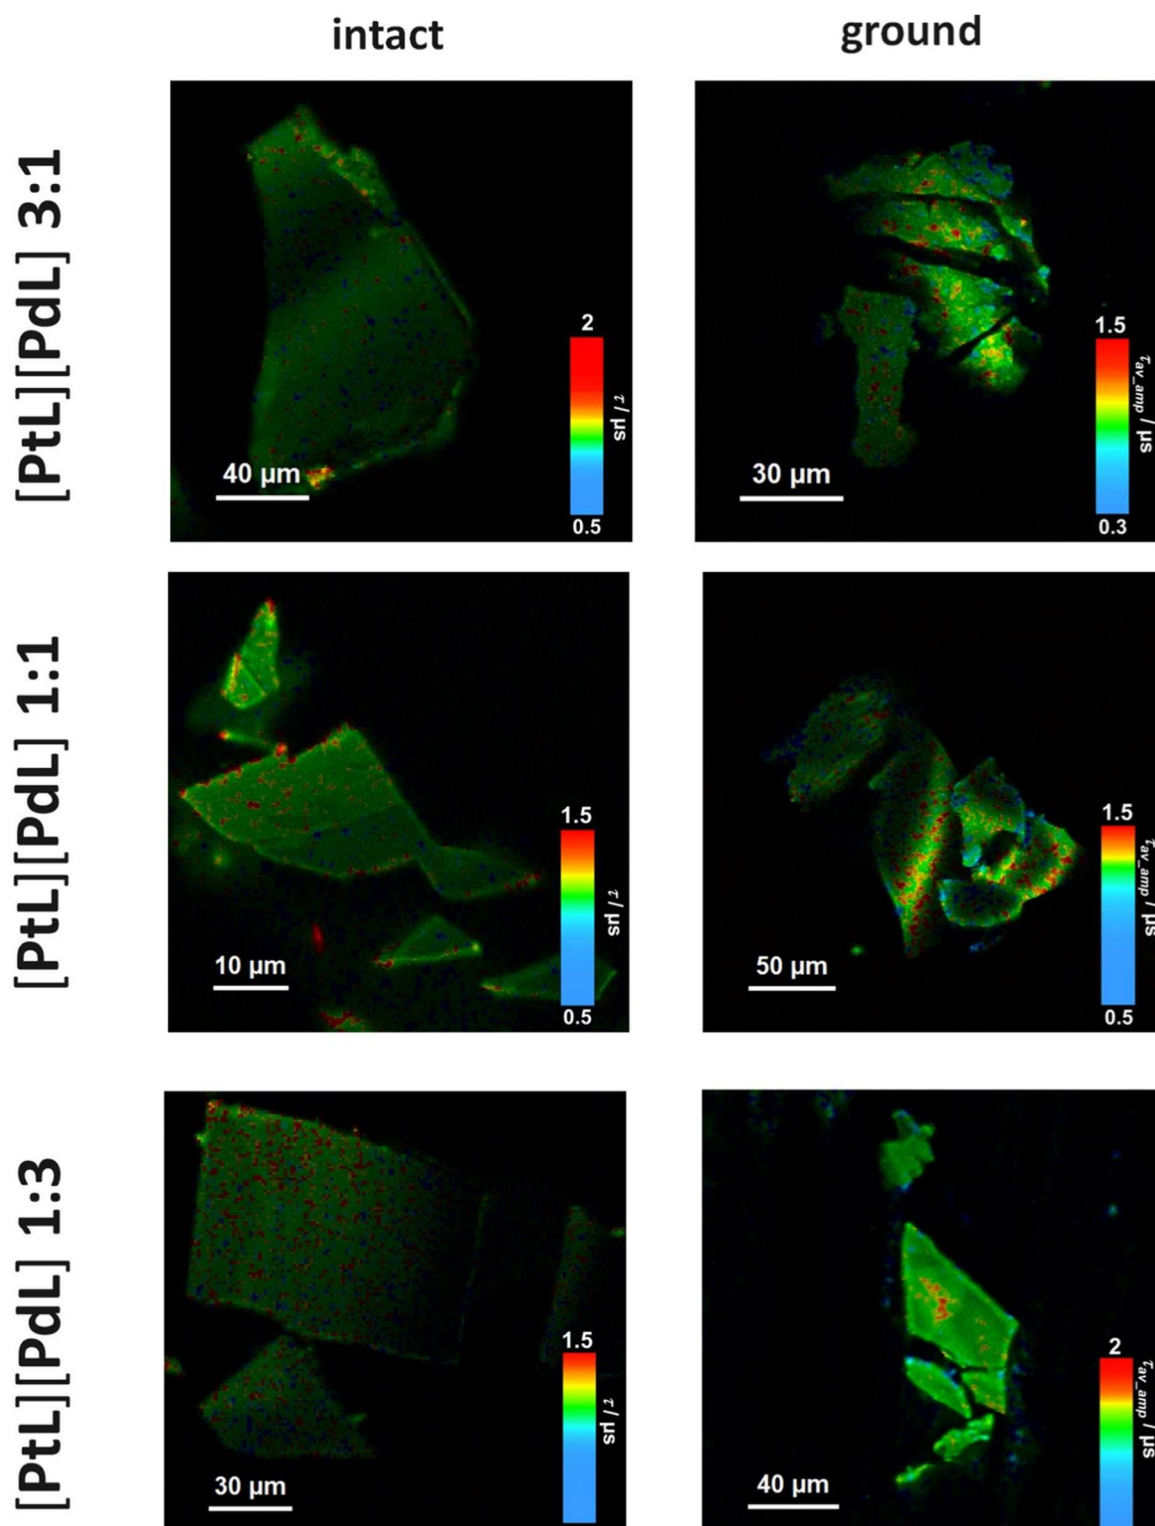 intact
ground
[PtL][PdL] 3:1
2
τ / µs
0.5
40 µm
1.5
τav_amp / µs
0.3
30 µm
[PtL][PdL] 1:1
1.5
τ / µs
0.5
10 µm
1.5
τav_amp / µs
0.5
50 µm
[PtL][PdL] 1:3
1.5
τ / µs
30 µm
2
τav_amp / µs
40 µm